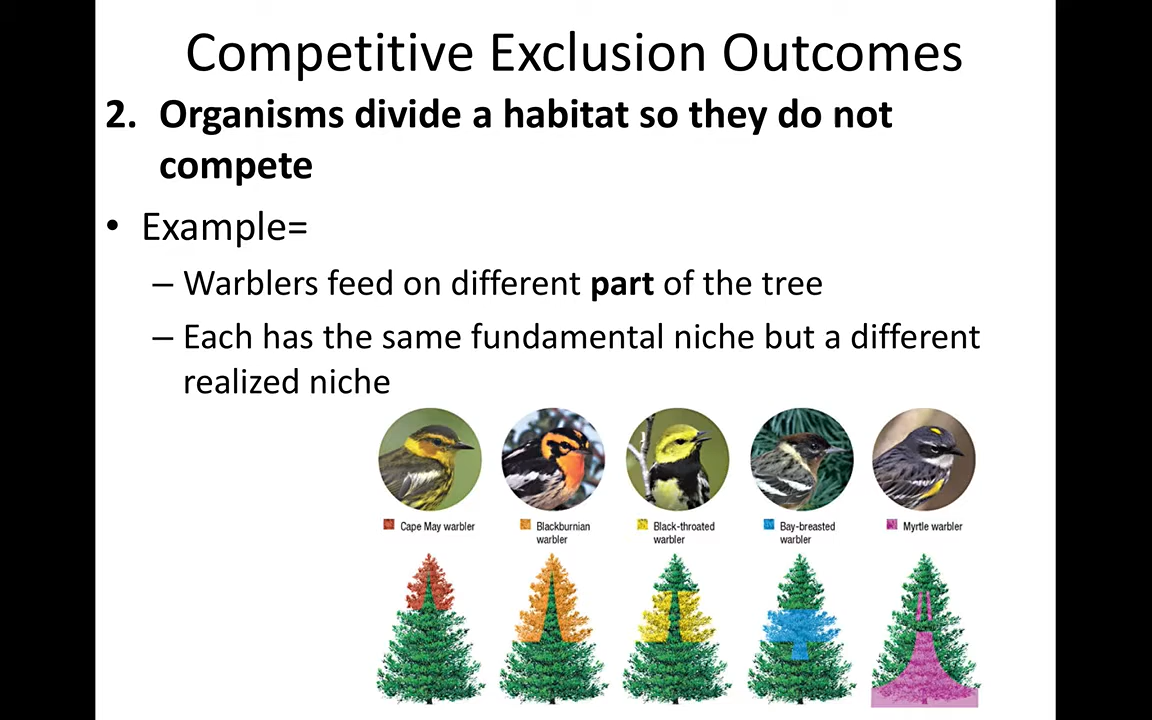 Competitive Exclusion Outcomes
2. Organisms divide a habitat so they do not
compete
• Example=
– Warblers feed on different part of the tree
– Each has the same fundamental niche but a different
realized niche
Cape May warbler
Blackburnian
warbler
Black-throated
warbler
Bay-breasted
warbler
Myrtle warbler